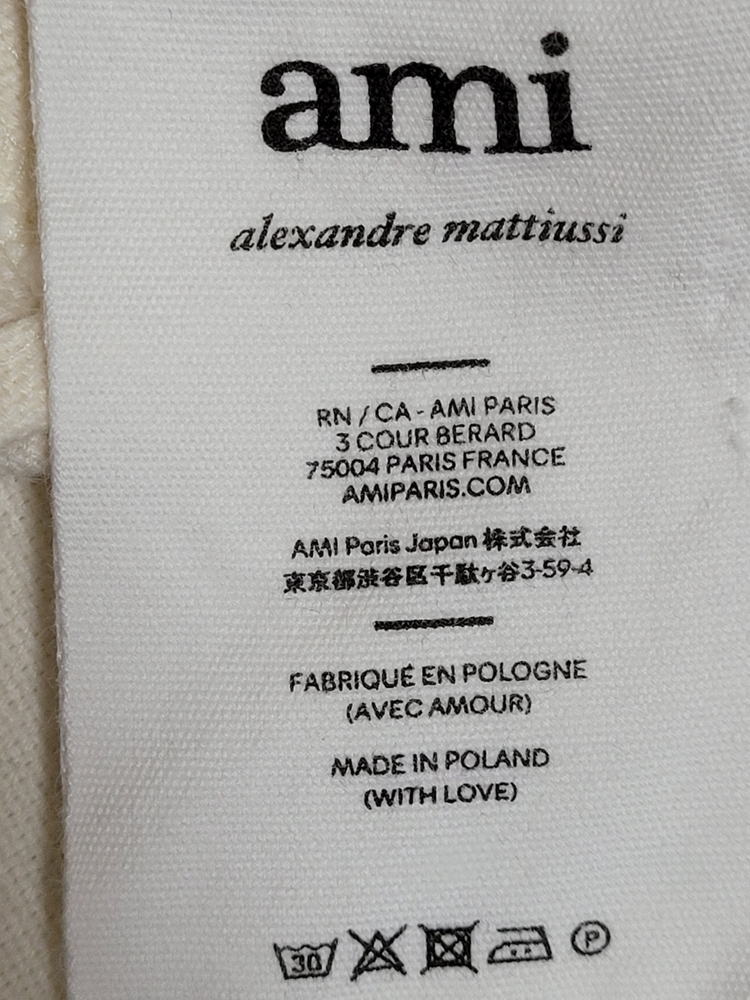 ami
alexandre mattiussi
RN / CA - AMI PARIS
3 COUR BERARD
75004 PARIS FRANCE
AMIPARIS.COM
AMI Paris Japan 株式会社
東京都渋谷区千駄ヶ谷3-59-4
FABRIQUÉ EN POLOGNE
(AVEC AMOUR)
MADE IN POLAND
(WITH LOVE)
30 P